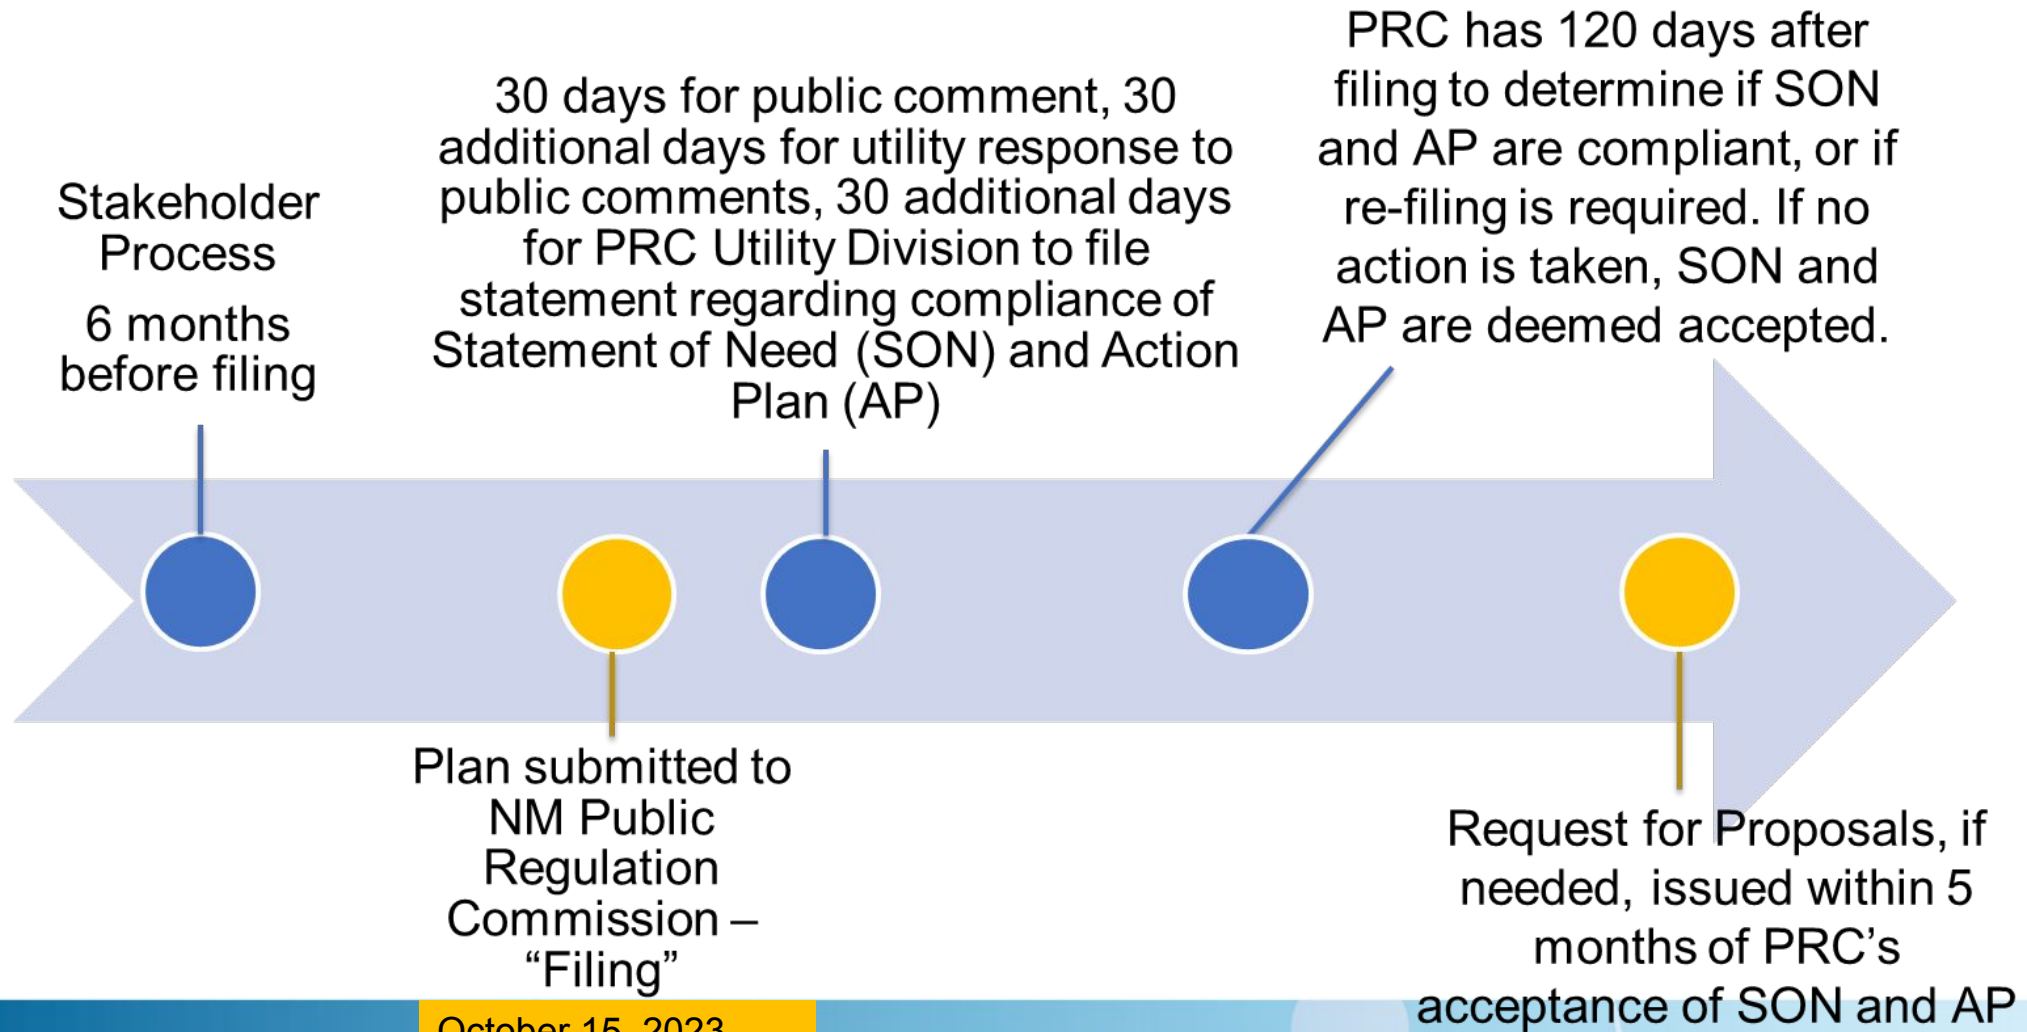 Stakeholder
Process
6 months
before filing
30 days for public comment, 30
additional days for utility response to
public comments, 30 additional days
for PRC Utility Division to file
statement regarding compliance of
Statement of Need (SON) and Action
Plan (AP)
PRC has 120 days after
filing to determine if SON
and AP are compliant, or if
re-filing is required. If no
action is taken, SON and
AP are deemed accepted.
Plan submitted to
NM Public
Regulation
Commission –
“Filing”
October 15, 2023
Request for Proposals, if
needed, issued within 5
months of PRC’s
acceptance of SON and AP